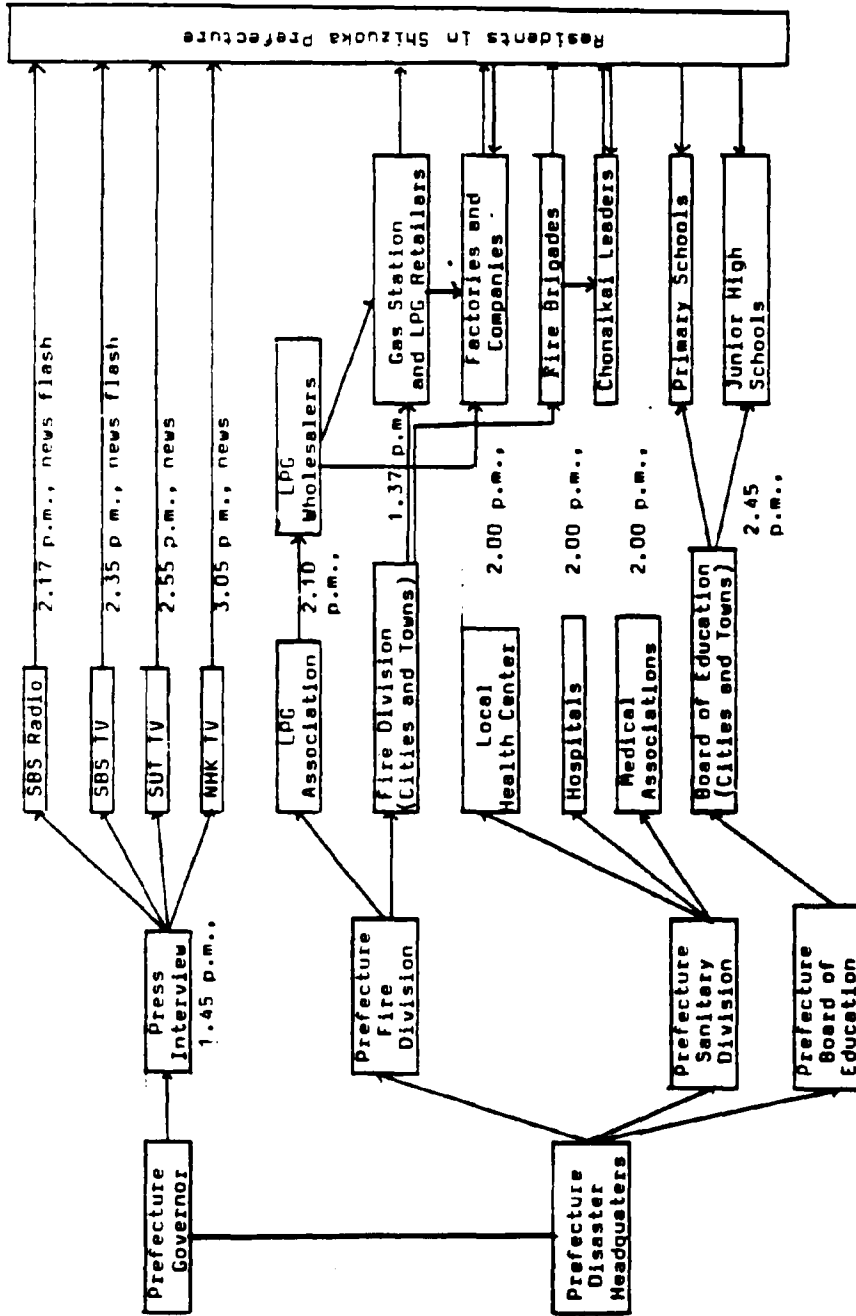 Prefecture
Governor
Press
Interview
1.45 p.m.,
SBS Radio
2.17 p.m., news flash
SBS TV
2.35 p m., news flash
SUT TV
2.55 p.m., news
NHK TV
3.05 p.m., news
Residents in Shizuoka Prefecture
Prefecture
Disaster
Headquaters
Prefecture
Fire
Division
LPG
Association
2.10
p.m.,
LPG
Wholesalers
Fire Division
(Cities and Towns)
1.37 p.m.
Gas Station
and LPG Retailars
Factories and
Companies
Fire Brigades
Chonaikai Leaders
Prefecture
Sanitary
Division
Local
Health Center
2.00 p.m.,
Hospitals
2.00 p.m.,
Medical
Associations
2.00 p.m.,
Prefecture
Board of
Education
Board of Education
(Cities and Towns)
2.45
p.m.,
Primary Schools
Junior High
Schools